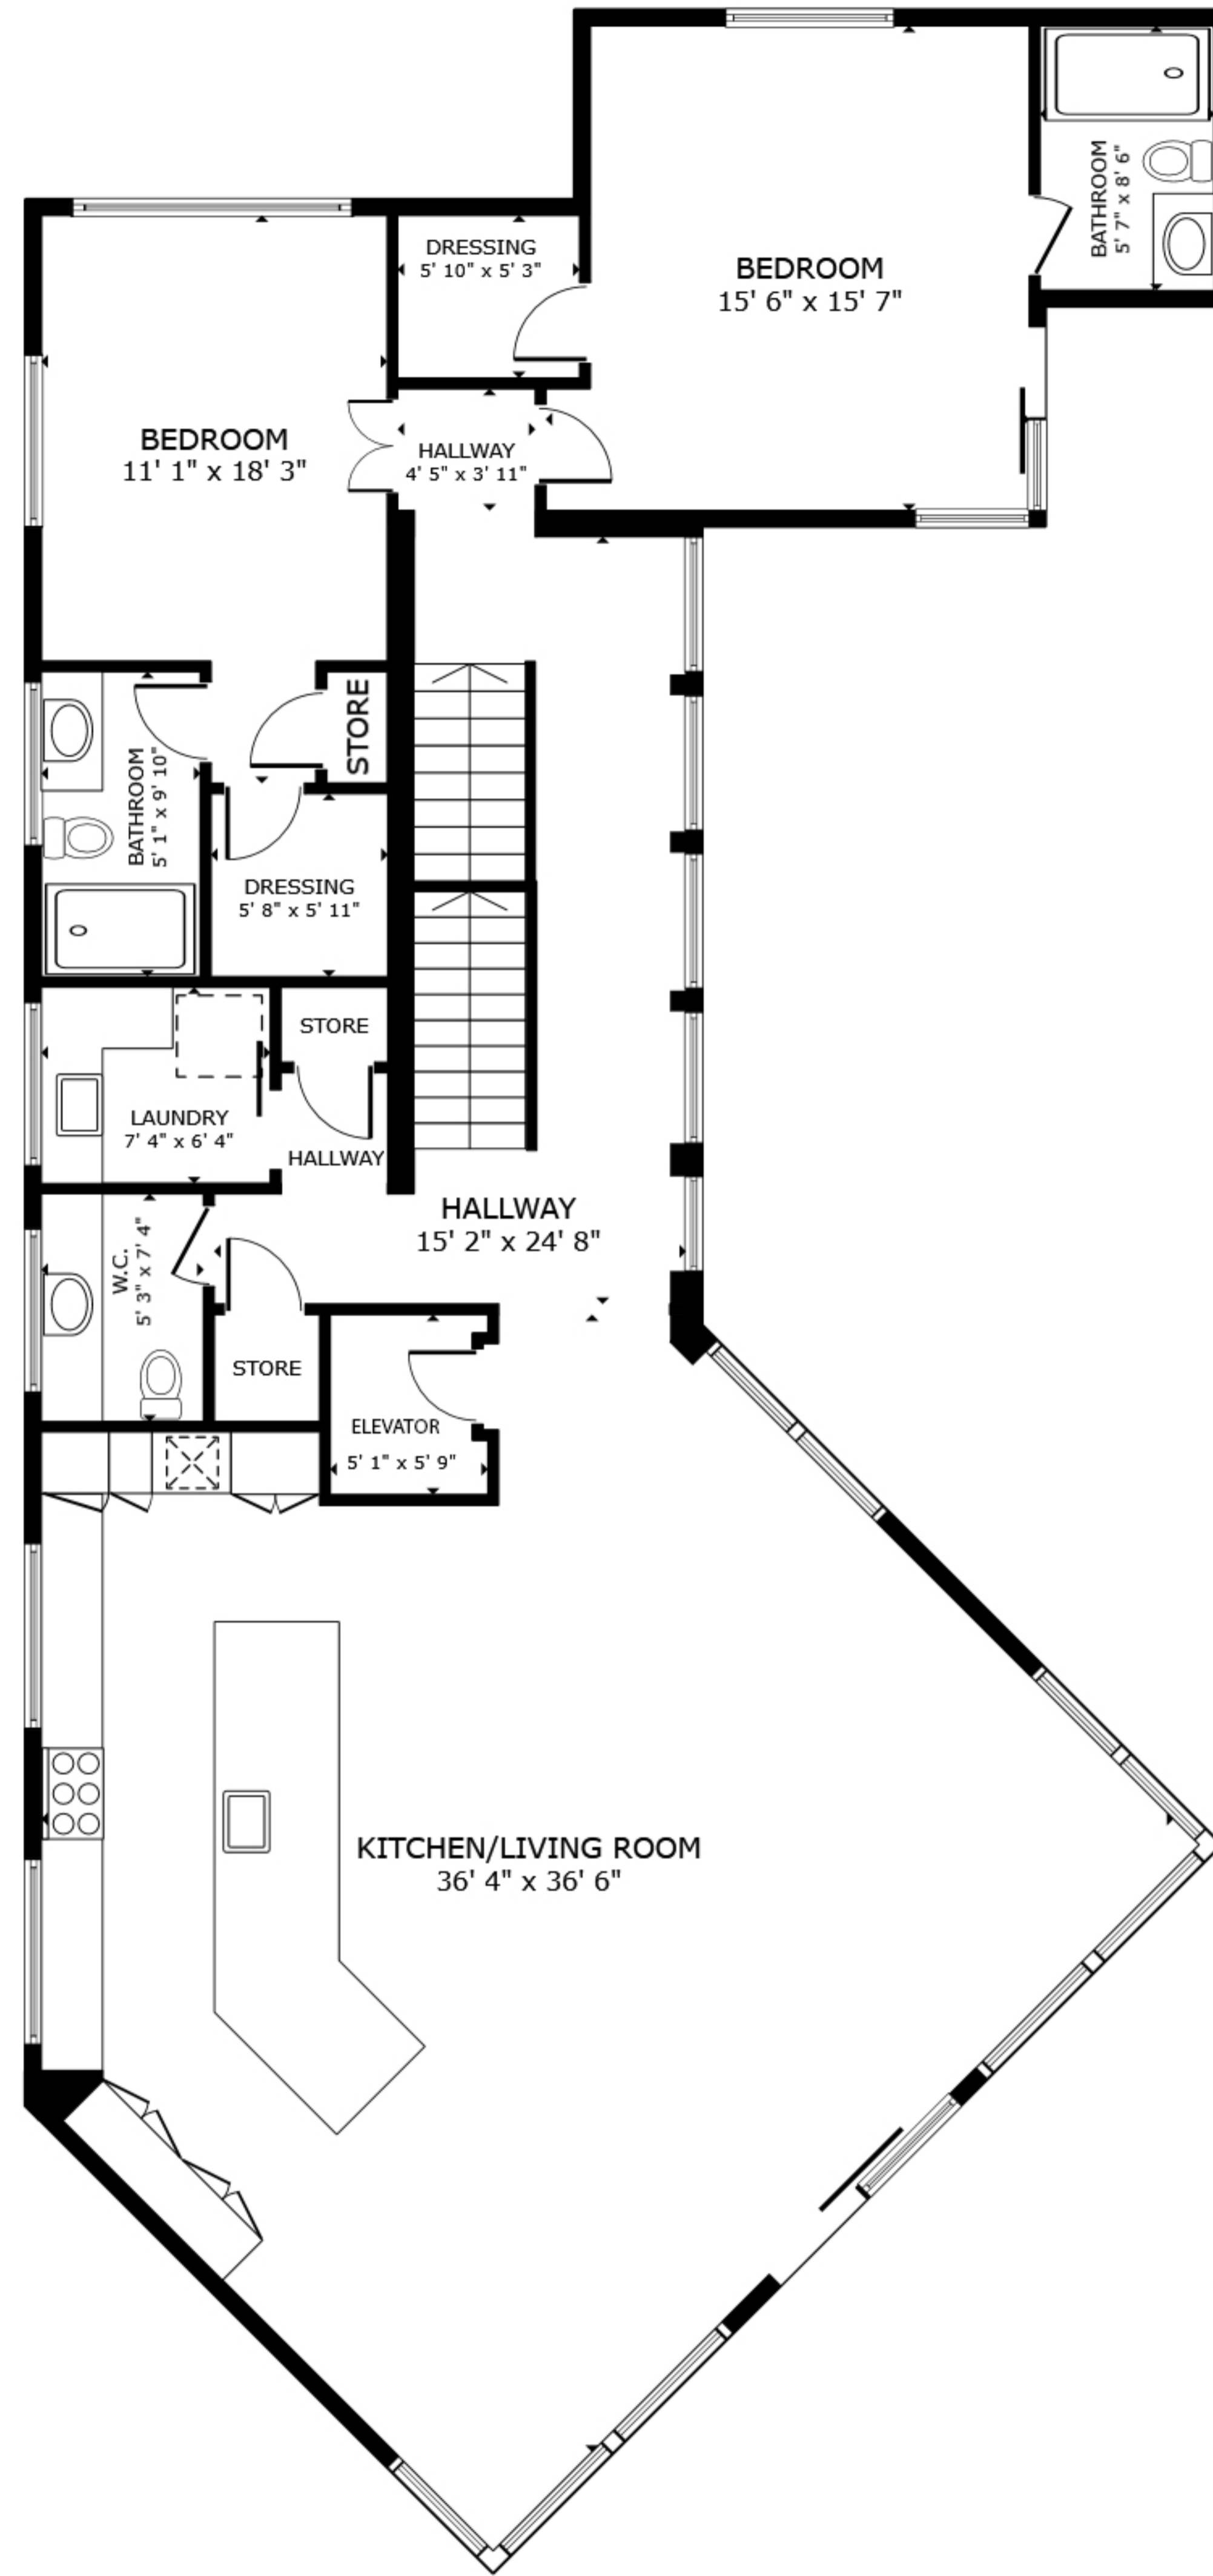 BATHROOM
5' 7" x 8' 6"
DRESSING
5' 10" x 5' 3"
BEDROOM
15' 6" x 15' 7"
BEDROOM
11' 1" x 18' 3"
HALLWAY
4' 5" x 3' 11"
STORE
BATHROOM
5' 1" x 9' 10"
DRESSING
5' 8" x 5' 11"
STORE
LAUNDRY
7' 4" x 6' 4"
HALLWAY
HALLWAY
15' 2" x 24' 8"
W.C.
5' 3" x 7' 4"
STORE
ELEVATOR
5' 1" x 5' 9"
KITCHEN/LIVING ROOM
36' 4" x 36' 6"